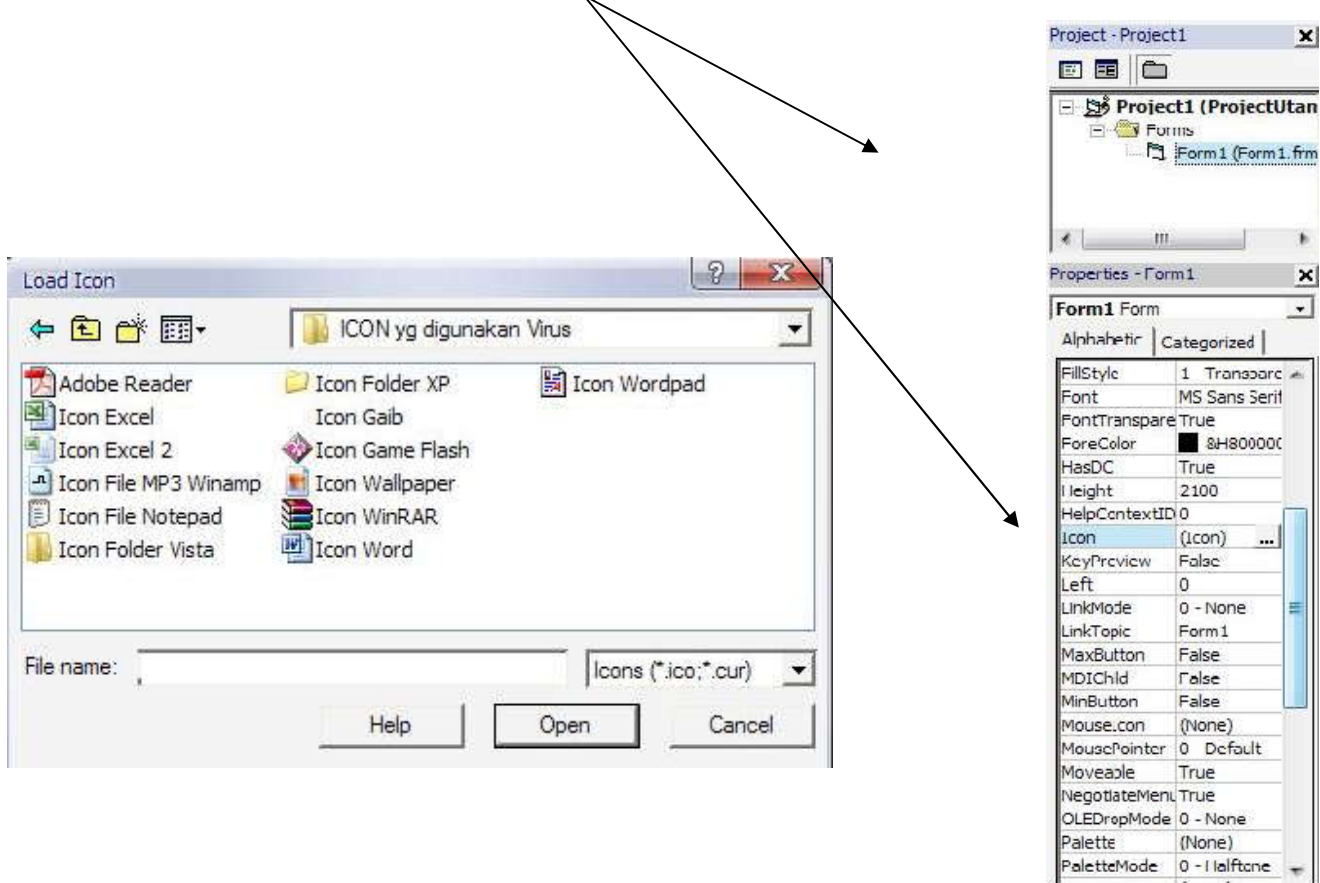 Project - Project1
Project1 (ProjectUtan
Forms
Form1 (Form1.frm
Load Icon
ICON yg digunakan Virus
Adobe Reader
Icon Folder XP
Icon Wordpad
Icon Excel
Icon Gaib
Icon Excel 2
Icon Game Flash
Icon File MP3 Winamp
Icon Wallpaper
Icon File Notepad
Icon WinRAR
Icon Folder Vista
Icon Word
File name:
Icons (*.ico;*.cur)
Help
Open
Cancel
Properties - Form1
Form1 Form
Alphabetic
Categorized
FillStyle 1 Transparc
Font MS Sans Serif
FontTranspare True
ForeColor &H800000
HasDC True
Height 2100
HelpContextID 0
Icon (Icon) ...
KeyPreview False
Left 0
LinkMode 0 - None
LinkTopic Form1
MaxButton False
MDIChild False
MinButton False
MouseIcon (None)
MousePointer 0 Default
Moveable True
NegotiateMenu True
OLEDropMode 0 - None
Palette (None)
PaletteMode 0 - Halftone